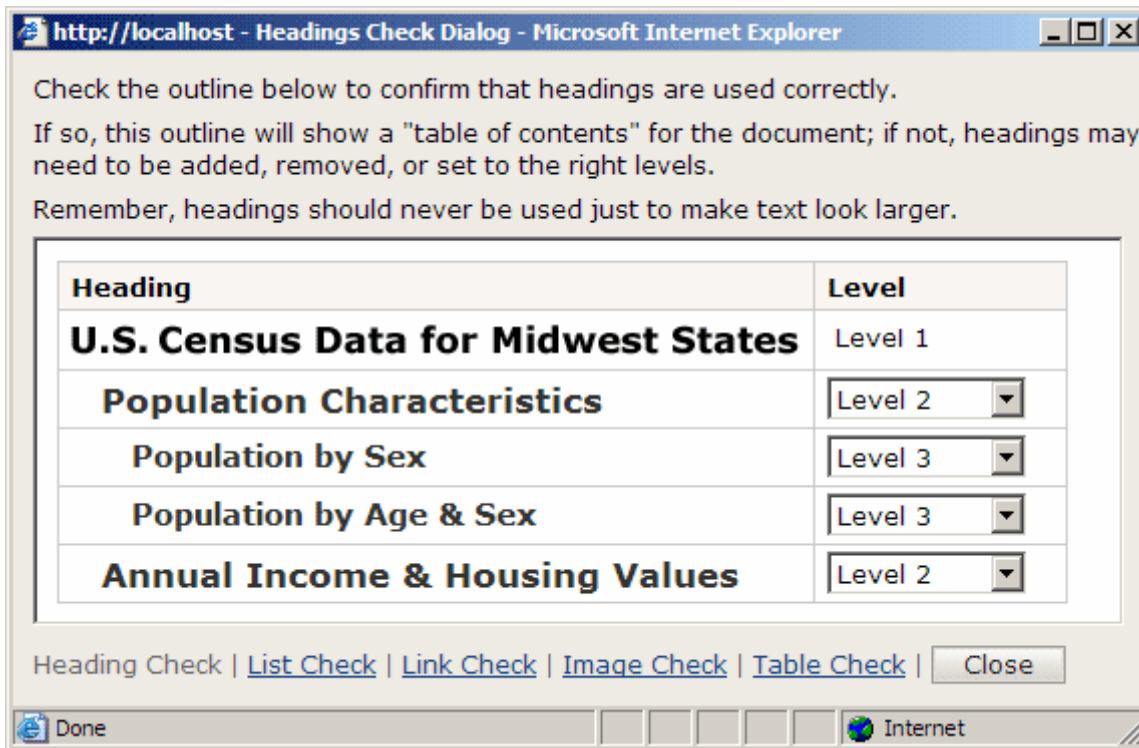 http://localhost - Headings Check Dialog - Microsoft Internet Explorer
Check the outline below to confirm that headings are used correctly.
If so, this outline will show a "table of contents" for the document; if not, headings may
need to be added, removed, or set to the right levels.
Remember, headings should never be used just to make text look larger.
Heading Level
U.S. Census Data for Midwest States Level 1
Population Characteristics Level 2
Population by Sex Level 3
Population by Age & Sex Level 3
Annual Income & Housing Values Level 2
Heading Check | List Check | Link Check | Image Check | Table Check | Close
Done Internet